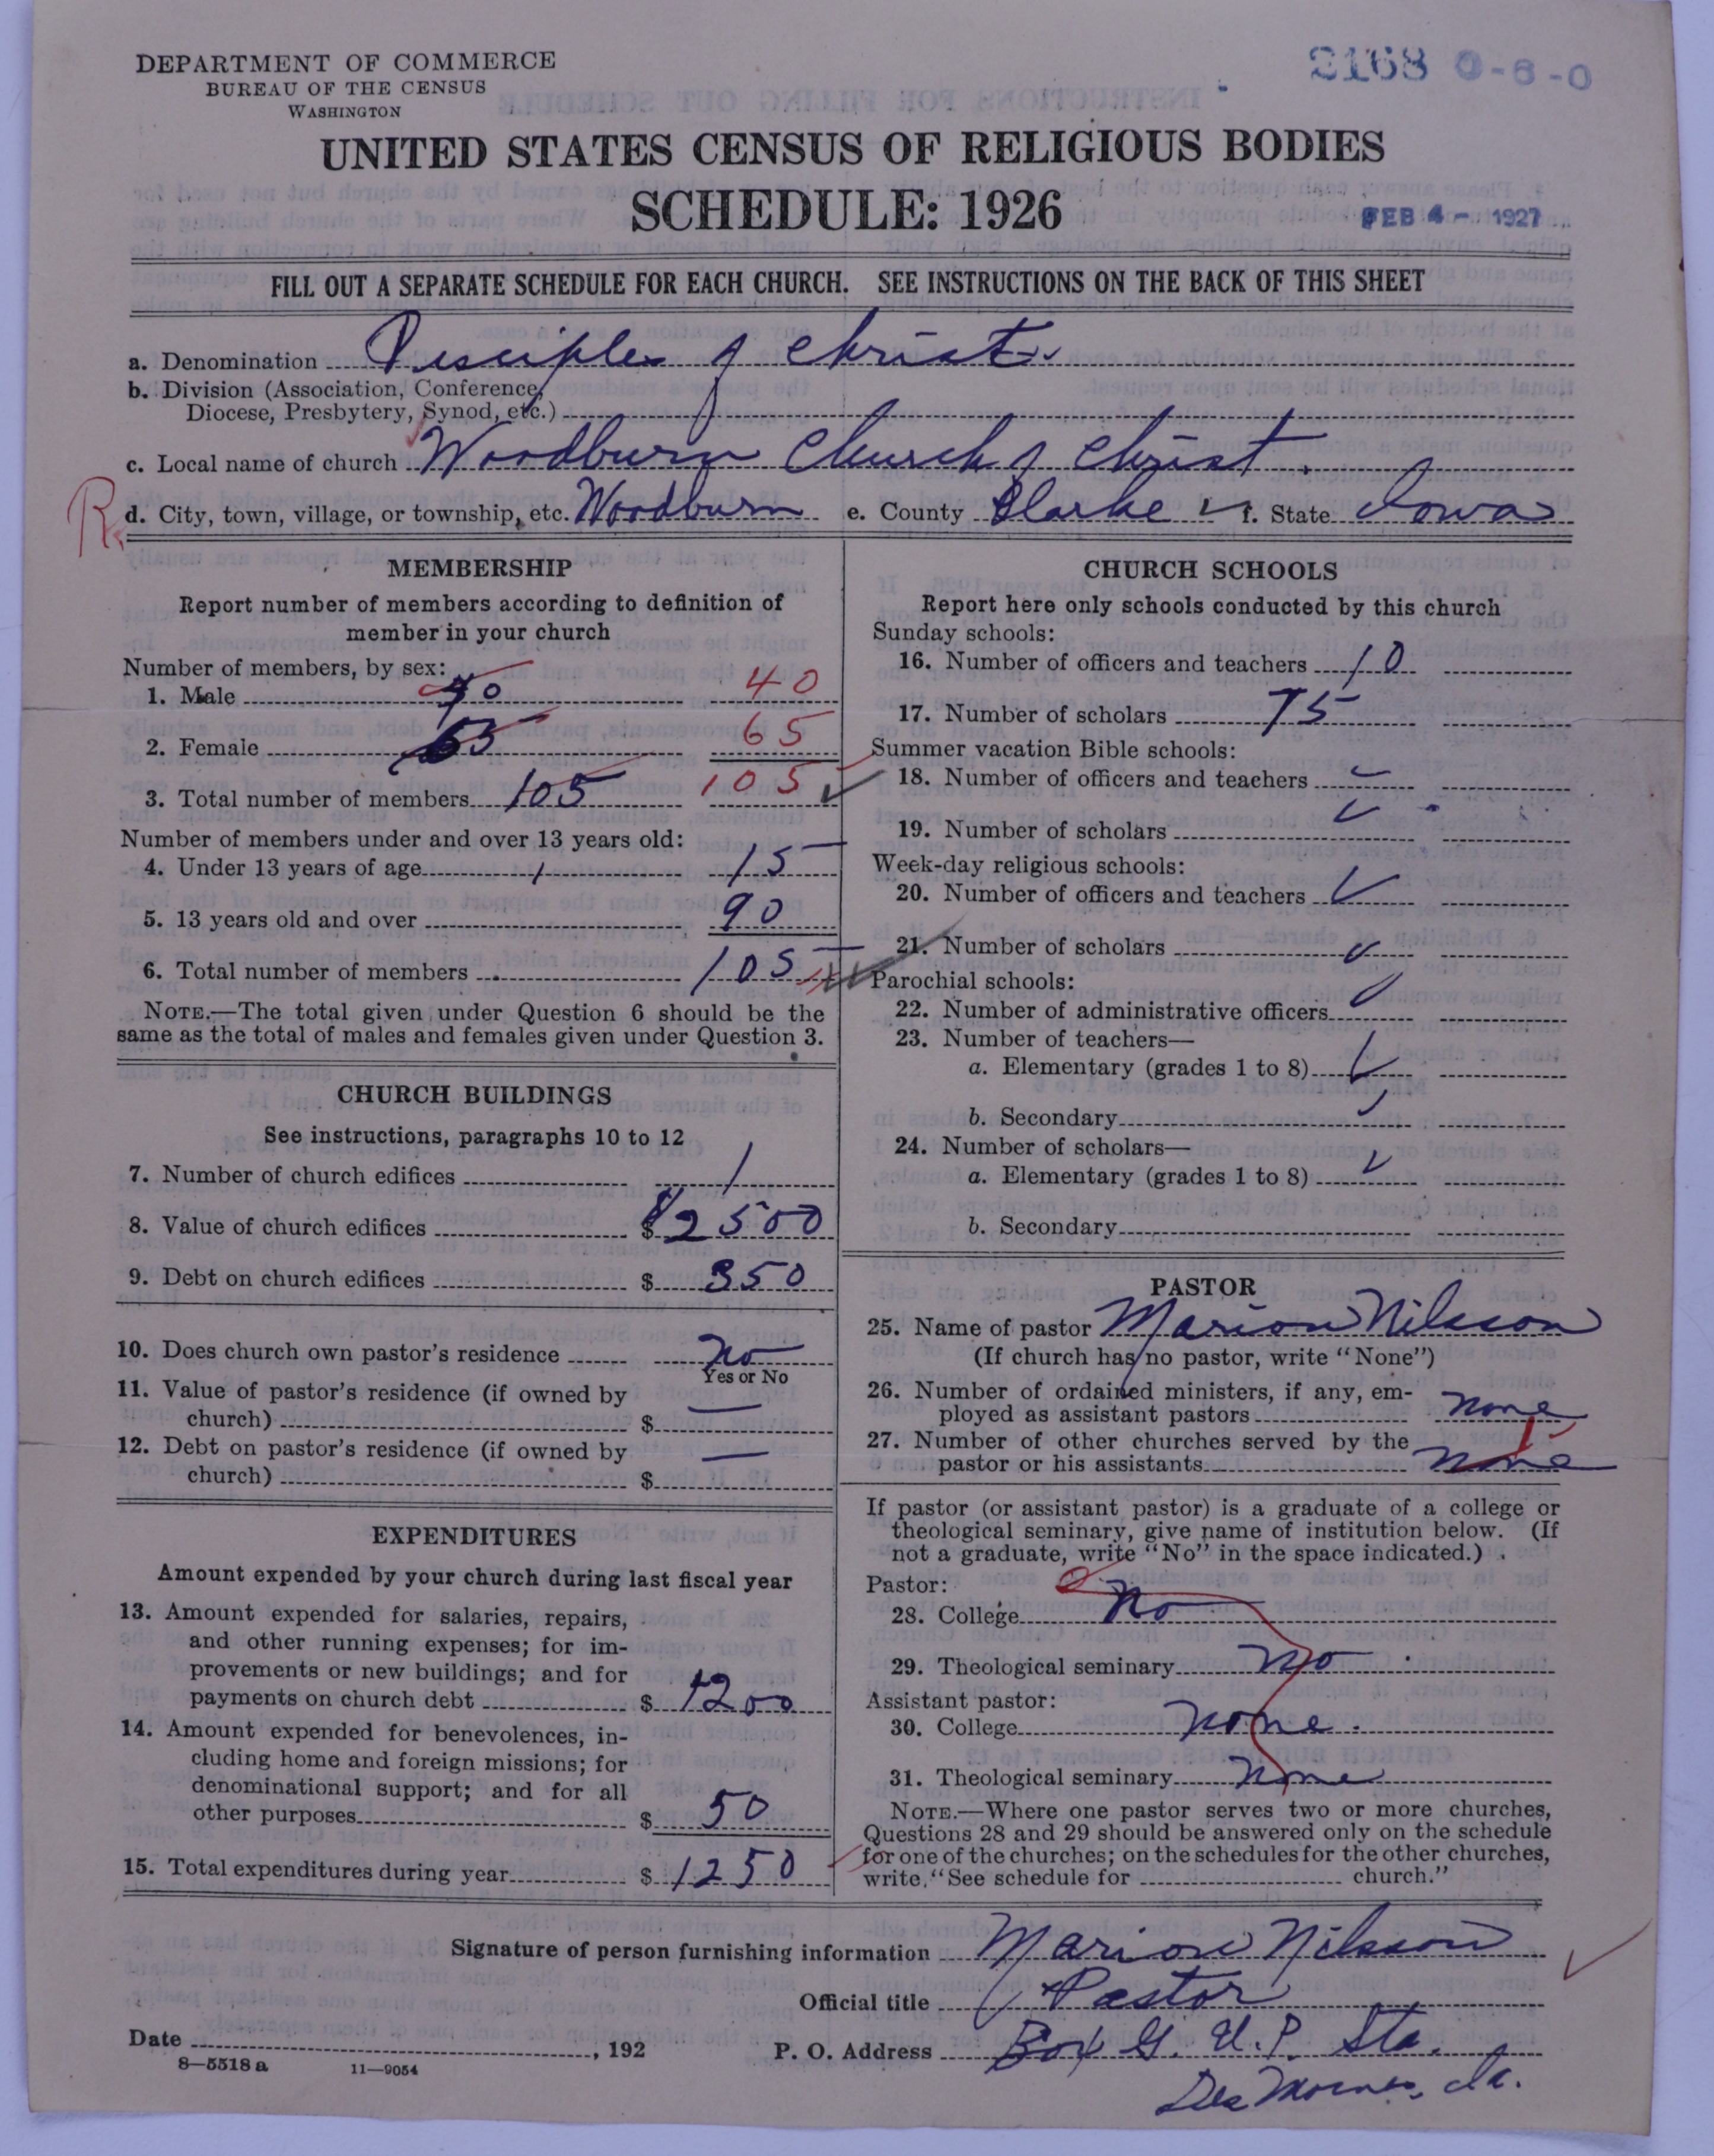 DEPARTMENT OF COMMERCE
BUREAU OF THE CENSUS
WASHINGTON
2168 0-6-0
UNITED STATES CENSUS OF RELIGIOUS BODIES
SCHEDULE: 1926
FEB 4 - 1927
FILL OUT A SEPARATE SCHEDULE FOR EACH CHURCH. SEE INSTRUCTIONS ON THE BACK OF THIS SHEET
a. Denomination Disciples of Christ
b. Division (Association, Conference,
Diocese, Presbytery, Synod, etc.)
c. Local name of church Woodburn Church of Christ.
R d. City, town, village, or township, etc. Woodburn e. County Clarke f. State Iowa
MEMBERSHIP
Report number of members according to definition of
member in your church
Number of members, by sex:
1. Male 40 40
2. Female 65 65
3. Total number of members 105 105
Number of members under and over 13 years old:
4. Under 13 years of age 15
5. 13 years old and over 90
6. Total number of members 105
NOTE.—The total given under Question 6 should be the
same as the total of males and females given under Question 3.
CHURCH BUILDINGS
See instructions, paragraphs 10 to 12
7. Number of church edifices 1
8. Value of church edifices $2500
9. Debt on church edifices $ 350
10. Does church own pastor's residence no
Yes or No
11. Value of pastor's residence (if owned by
church) $ —
12. Debt on pastor's residence (if owned by
church) $ —
EXPENDITURES
Amount expended by your church during last fiscal year
13. Amount expended for salaries, repairs,
and other running expenses; for im-
provements or new buildings; and for
payments on church debt $ 1200
14. Amount expended for benevolences, in-
cluding home and foreign missions; for
denominational support; and for all
other purposes $ 50
15. Total expenditures during year $ 1250
CHURCH SCHOOLS
Report here only schools conducted by this church
Sunday schools:
16. Number of officers and teachers 10
17. Number of scholars 75
Summer vacation Bible schools:
18. Number of officers and teachers
19. Number of scholars
Week-day religious schools:
20. Number of officers and teachers
21. Number of scholars
Parochial schools:
22. Number of administrative officers
23. Number of teachers—
a. Elementary (grades 1 to 8)
b. Secondary
24. Number of scholars—
a. Elementary (grades 1 to 8)
b. Secondary
PASTOR
25. Name of pastor Marion Nilsson
(If church has no pastor, write "None")
26. Number of ordained ministers, if any, em-
ployed as assistant pastors none
27. Number of other churches served by the
pastor or his assistants none
If pastor (or assistant pastor) is a graduate of a college or
theological seminary, give name of institution below. (If
not a graduate, write "No" in the space indicated.)
Pastor:
28. College No
29. Theological seminary No
Assistant pastor:
30. College none.
31. Theological seminary none
NOTE.—Where one pastor serves two or more churches,
Questions 28 and 29 should be answered only on the schedule
for one of the churches; on the schedules for the other churches,
write "See schedule for church."
Signature of person furnishing information Marion Nilsson
Official title Pastor
Date , 192 P. O. Address Box G. U. P. Sta.
8—5518 a 11—9054
Des Moines, Ia.